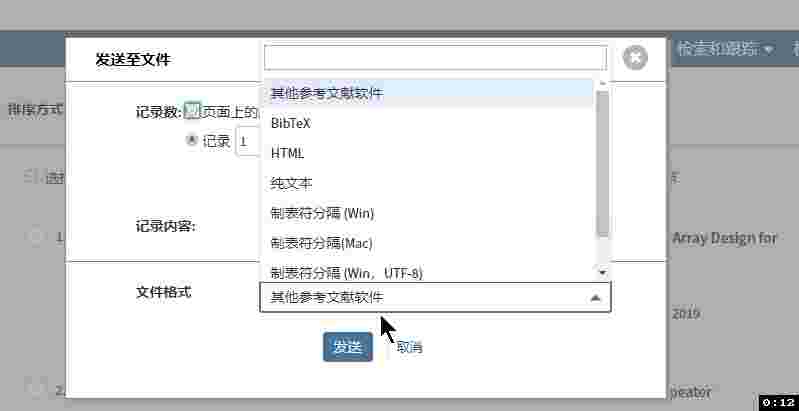 检索和跟踪
发送至文件
排序方式
记录数:
页面上的
记录 1
其他参考文献软件
BibTeX
HTML
纯文本
制表符分隔 (Win)
制表符分隔(Mac)
制表符分隔 (Win, UTF-8)
记录内容:
1
Array Design for
文件格式
其他参考文献软件
2019
发送
取消
2.
peater
0:12